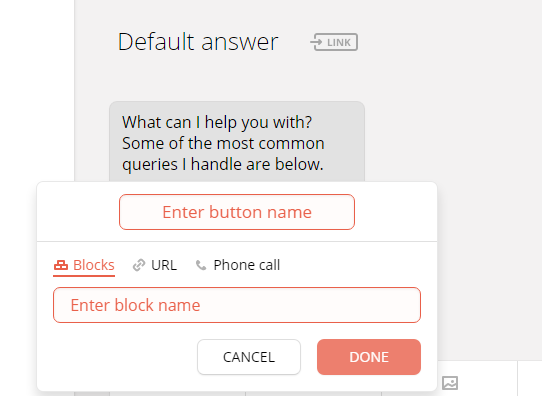 Default answer
LINK
What can I help you with?
Some of the most common
queries I handle are below.
Enter button name
Blocks
URL
Phone call
Enter block name
CANCEL
DONE